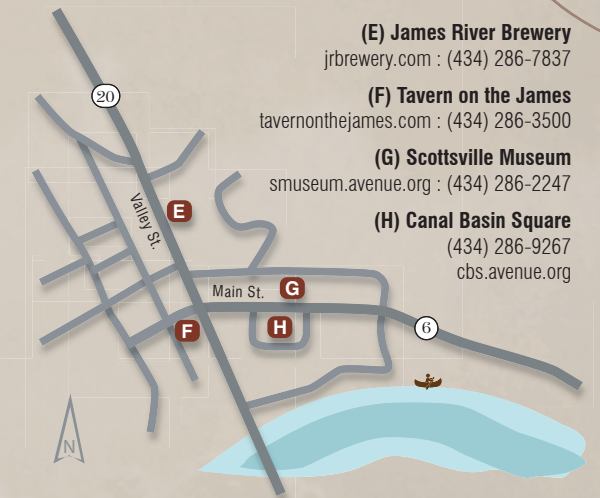 (E) James River Brewery
jrbrewery.com : (434) 286-7837
(F) Tavern on the James
tavernonthejames.com : (434) 286-3500
(G) Scottsville Museum
smuseum.avenue.org : (434) 286-2247
(H) Canal Basin Square
(434) 286-9267
cbs.avenue.org
20
Valley St.
E
Main St.
G
F
H
6
N